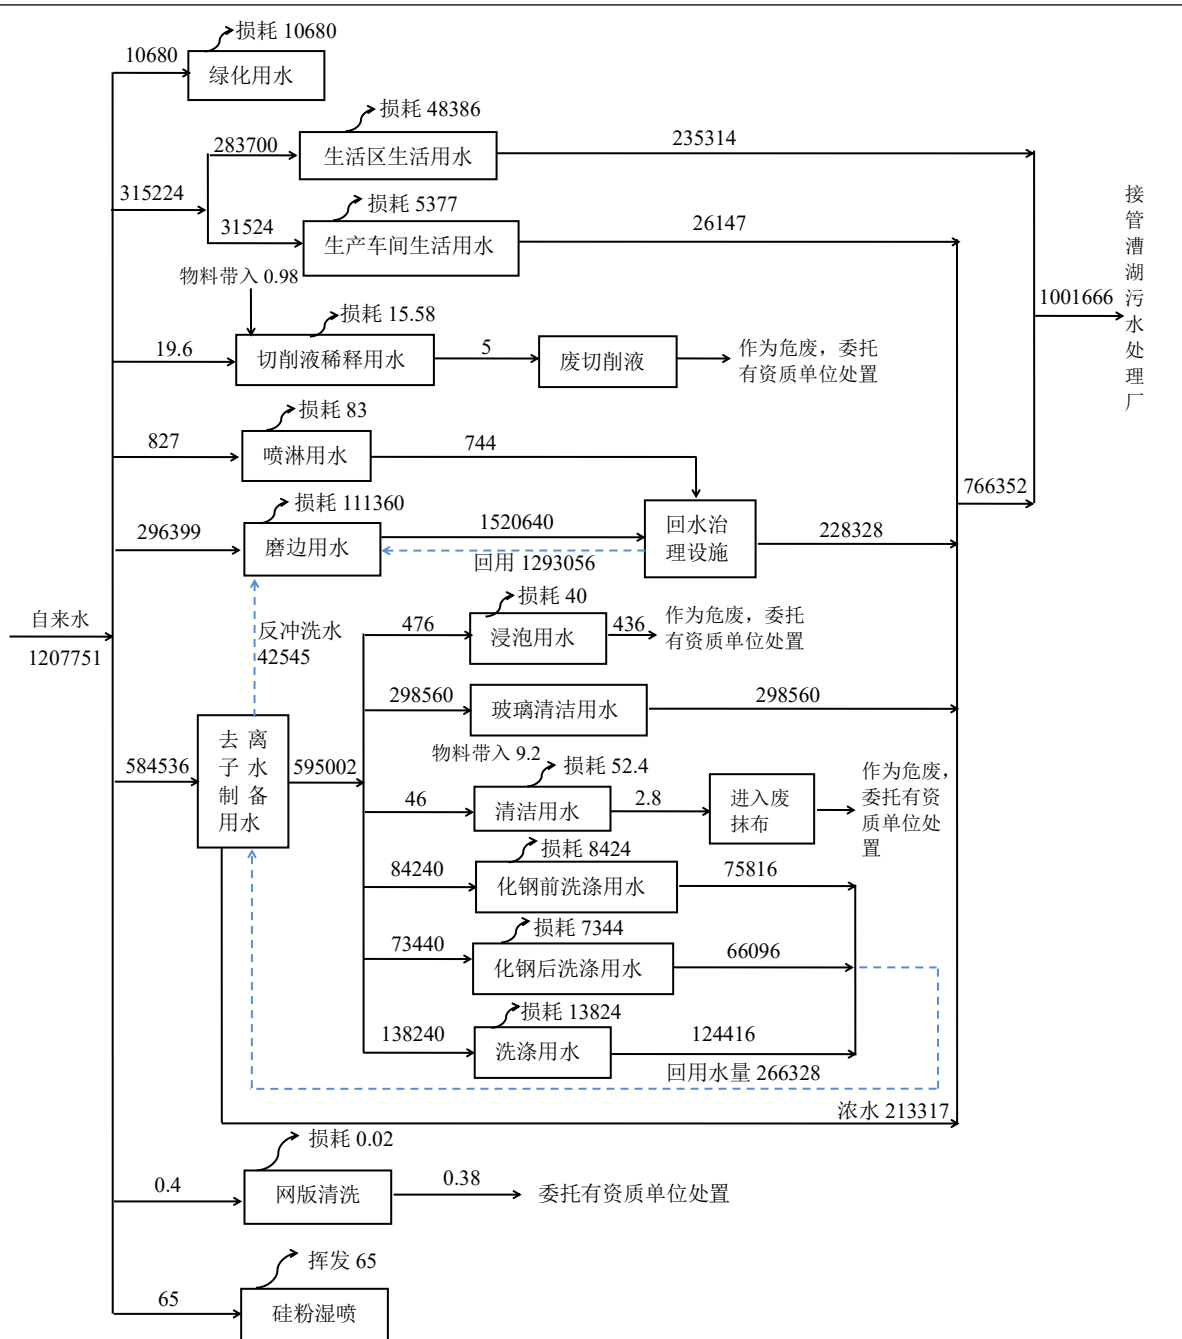 损耗 10680
10680
绿化用水
损耗 48386
283700
生活区生活用水
235314
315224
损耗 5377
31524
生产车间生活用水
26147
接管漕湖污水处理厂
1001666
物料带入 0.98
损耗 15.58
19.6
切削液稀释用水
5
废切削液
作为危废，委托
有资质单位处置
损耗 83
827
喷淋用水
744
766352
损耗 111360
296399
磨边用水
1520640
回用 1293056
回水治
理设施
228328
自来水
1207751
反冲洗水
42545
损耗 40
476
浸泡用水
436
作为危废，委托
有资质单位处置
298560
玻璃清洁用水
298560
584536
去 离
子 水
制 备
用水
595002
物料带入 9.2
损耗 52.4
46
清洁用水
2.8
进入废
抹布
作为危废，
委托有资
质单位处
置
损耗 8424
84240
化钢前洗涤用水
75816
损耗 7344
73440
化钢后洗涤用水
66096
损耗 13824
138240
洗涤用水
124416
回用水量 266328
浓水 213317
损耗 0.02
0.4
网版清洗
0.38
委托有资质单位处置
挥发 65
65
硅粉湿喷